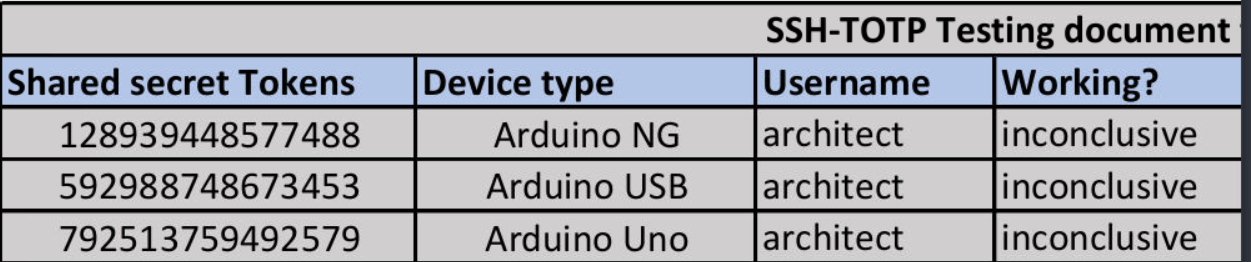 SSH-TOTP Testing document
Shared secret Tokens Device type Username Working?
128939448577488 Arduino NG architect inconclusive
592988748673453 Arduino USB architect inconclusive
792513759492579 Arduino Uno architect inconclusive